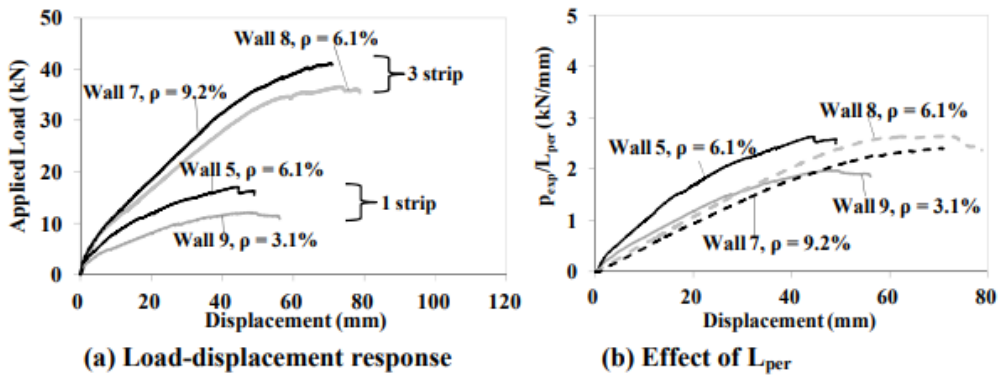 50
40
30
20
10
0
Applied Load (kN)
Wall 8, ρ = 6.1%
3 strip
Wall 7, ρ = 9.2%
Wall 5, ρ = 6.1%
1 strip
Wall 9, ρ = 3.1%
0 20 40 60 80 100 120
Displacement (mm)
(a) Load-displacement response
5
4
3
2
1
0
pexp/Lper (kN/mm)
Wall 8, ρ = 6.1%
Wall 5, ρ = 6.1%
Wall 9, ρ = 3.1%
Wall 7, ρ = 9.2%
0 20 40 60 80
Displacement (mm)
(b) Effect of Lper